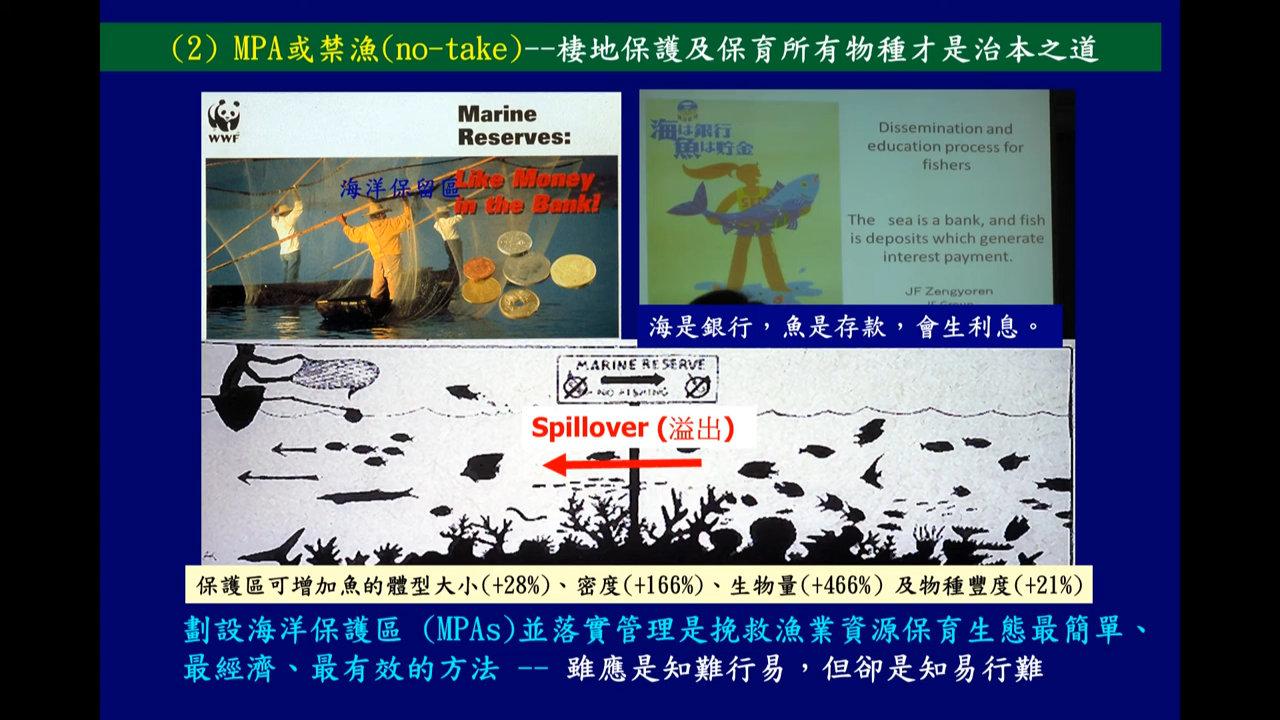 (2) MPA或禁漁(no-take)--棲地保護及保育所有物種才是治本之道
WWF
Marine
Reserves:
海洋保留區
Like Money
in the Bank!
海は銀行
魚は貯金
Dissemination and
education process for
fishers
The sea is a bank, and fish
is deposits which generate
interest payment.
JF Zengyoren
海是銀行，魚是存款，會生利息。
MARINE RESERVE
NO FISHING
Spillover (溢出)
保護區可增加魚的體型大小(+28%)、密度(+166%)、生物量(+466%) 及物種豐度(+21%)
劃設海洋保護區 (MPAs)並落實管理是挽救漁業資源保育生態最簡單、
最經濟、最有效的方法 -- 雖應是知難行易，但卻是知易行難